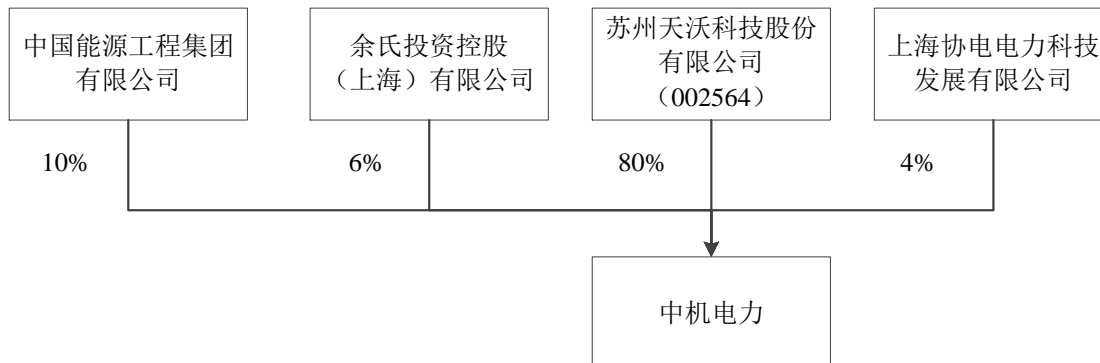 中国能源工程集团
有限公司
余氏投资控股
（上海）有限公司
苏州天沃科技股份
有限公司
（002564）
上海协电电力科技
发展有限公司
10%
6%
80%
4%
中机电力